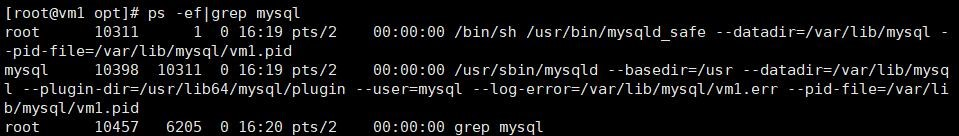 [root@vm1 opt]# ps -ef|grep mysql
root     10311     1  0 16:19 pts/2    00:00:00 /bin/sh /usr/bin/mysqld_safe --datadir=/var/lib/mysql -
-pid-file=/var/lib/mysql/vm1.pid
mysql    10398 10311  0 16:19 pts/2    00:00:00 /usr/sbin/mysqld --basedir=/usr --datadir=/var/lib/mysq
l --plugin-dir=/usr/lib64/mysql/plugin --user=mysql --log-error=/var/lib/mysql/vm1.err --pid-file=/var/li
b/mysql/vm1.pid
root     10457  6205  0 16:20 pts/2    00:00:00 grep mysql